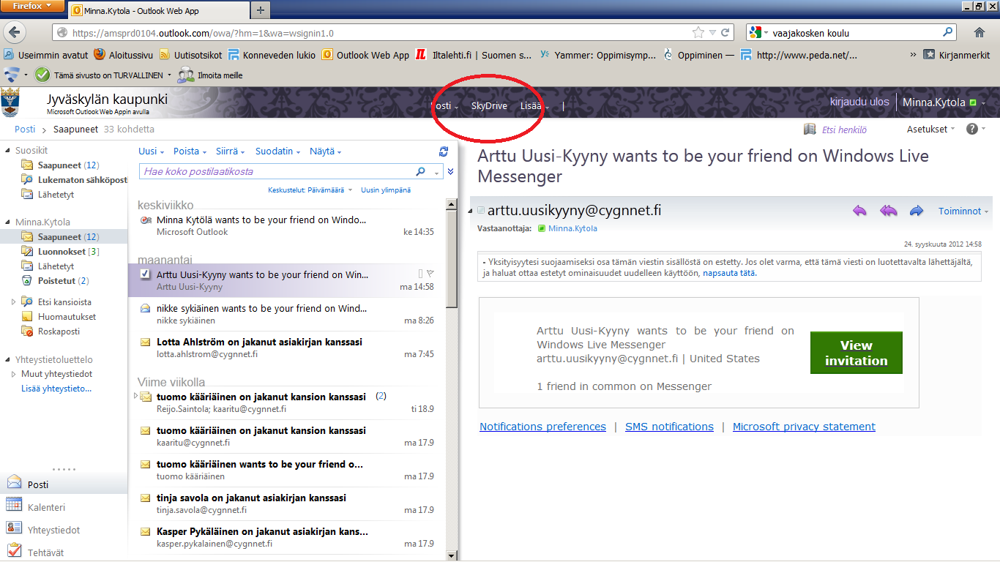 Firefox
Minna.Kytola - Outlook Web App
https://amsprd0104.outlook.com/owa/?hm=1&wa=wsignin1.0
vaajakosken koulu
Useimmin avatut Aloitussivu Uutisotsikot Konneveden lukio Outlook Web App Iltalehti.fi | Suomen s... Yammer: Oppimisymp... Oppiminen — http://www.peda.net/... » Kirjanmerkit
Tämä sivusto on TURVALLINEN Ilmoita meille
Jyväskylän kaupunki
Microsoft Outlook Web Appin avulla
Posti SkyDrive Lisää |
kirjaudu ulos Minna.Kytola
Posti > Saapuneet 33 kohdetta
Etsi henkilö Asetukset
Suosikit
Saapuneet (12)
Lukematon sähköposti
Lähetetyt
Minna.Kytola
Saapuneet (12)
Luonnokset [3]
Lähetetyt
Poistetut (2)
Etsi kansioista
Huomautukset
Roskaposti
Yhteystietoluettelo
Muut yhteystiedot
Lisää yhteystieto...
Posti
Kalenteri
Yhteystiedot
Tehtävät
Uusi Poista Siirrä Suodatin Näytä
Hae koko postilaatikosta
Keskustelut: Päivämäärä Uusin ylimpänä
keskiviikko
Minna Kytölä wants to be your friend on Windo...
Microsoft Outlook ke 14:35
maanantai
Arttu Uusi-Kyyny wants to be your friend on Win...
Arttu Uusi-Kyyny ma 14:58
nikke sykiäinen wants to be your friend on Wind...
nikke sykiäinen ma 8:26
Lotta Ahlström on jakanut asiakirjan kanssasi
lotta.ahlstrom@cygnnet.fi ma 7:45
Viime viikolla
tuomo kääriäinen on jakanut kansion kanssasi (2)
Reijo.Saintola; kaaritu@cygnnet.fi ti 18.9
tuomo kääriäinen on jakanut kansion kanssasi
kaaritu@cygnnet.fi ma 17.9
tuomo kääriäinen wants to be your friend o...
tuomo kääriäinen ma 17.9
tinja savola on jakanut asiakirjan kanssasi
tinja.savola@cygnnet.fi ma 17.9
Kasper Pykäläinen on jakanut asiakirjan kans...
kasper.pykalainen@cygnnet.fi ma 17.9
Arttu Uusi-Kyyny wants to be your friend on Windows Live
Messenger
arttu.uusikyyny@cygnnet.fi
Toiminnot
Vastaanottaja: Minna.Kytola
24. syyskuuta 2012 14:58
- Yksityisyytesi suojaamiseksi osa tämän viestin sisällöstä on estetty. Jos olet varma, että tämä viesti on luotettavalta lähettäjältä,
ja haluat ottaa estetyt ominaisuudet uudelleen käyttöön, napsauta tätä.
Arttu Uusi-Kyyny wants to be your friend on
Windows Live Messenger
arttu.uusikyyny@cygnnet.fi | United States
1 friend in common on Messenger
View
invitation
Notifications preferences | SMS notifications | Microsoft privacy statement